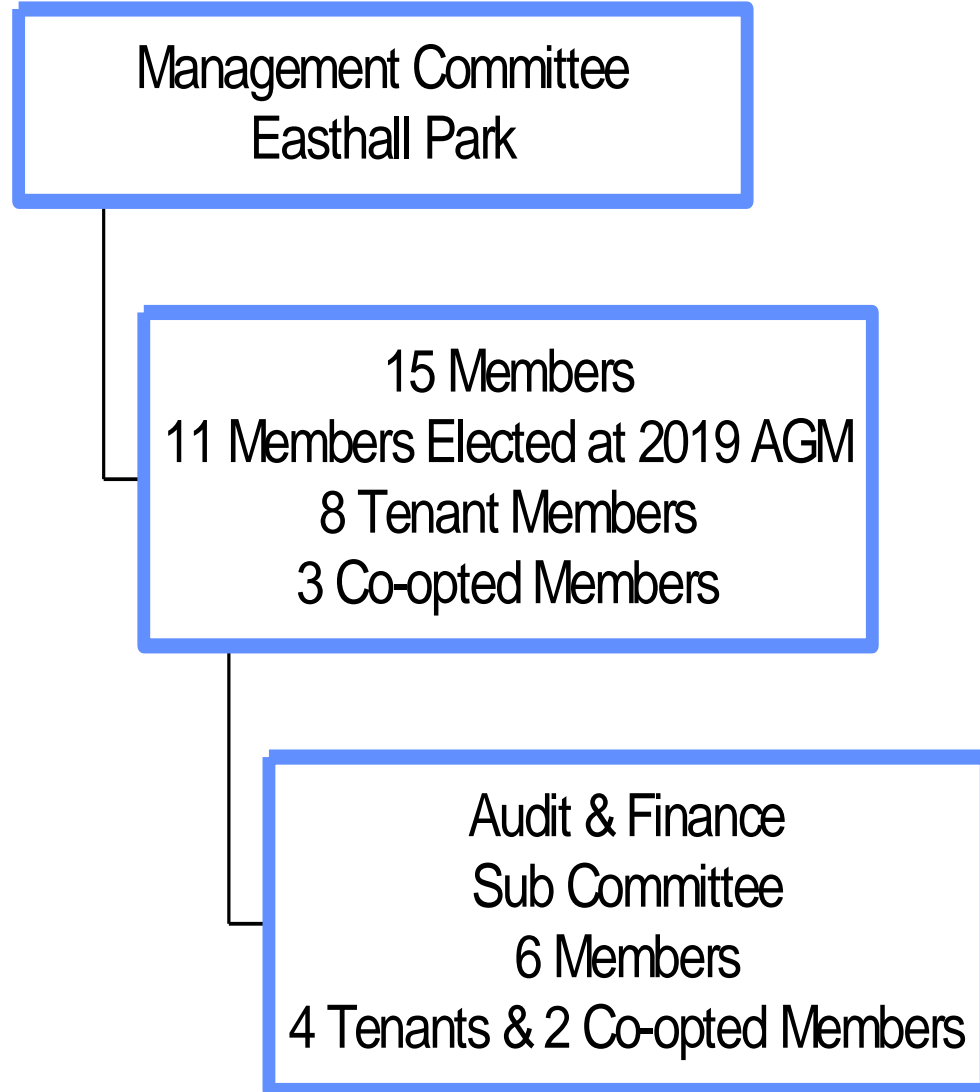 Management Committee
Easthall Park
15 Members
11 Members Elected at 2019 AGM
8 Tenant Members
3 Co-opted Members
Audit & Finance
Sub Committee
6 Members
4 Tenants & 2 Co-opted Members